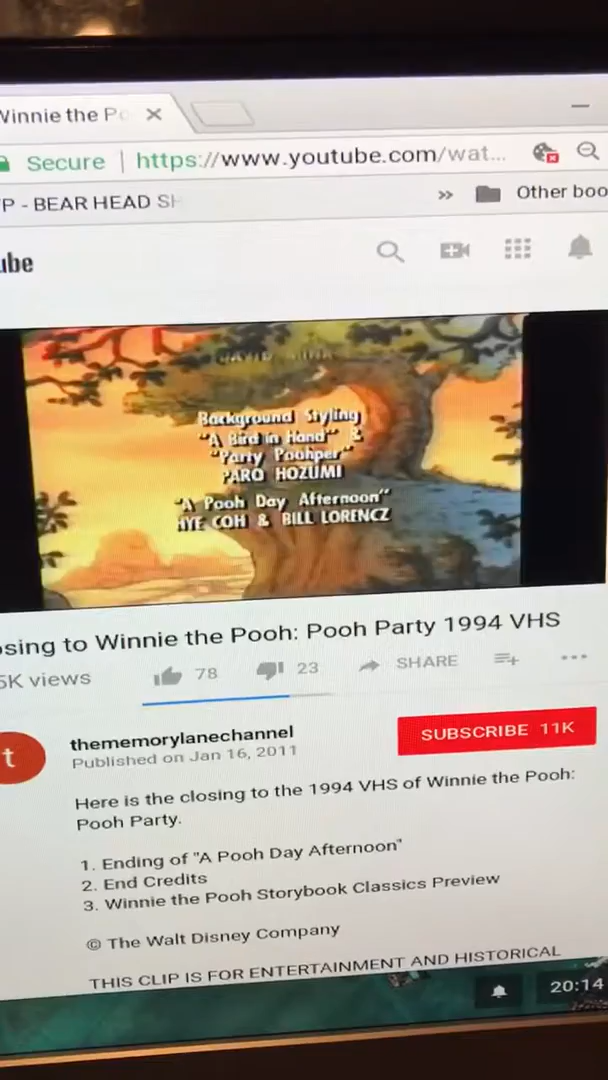 Winnie the Po
Secure | https://www.youtube.com/wat...
P - BEAR HEAD SH
»
Other boo
ube
Background Styling
"A Bird in Hand" &
"Party Poohper"
PARO HOZUMI
"A Pooh Day Afternoon"
NYE COH & BILL LORENCZ
osing to Winnie the Pooh: Pooh Party 1994 VHS
5K views
78
23
SHARE
t
thememorylanechannel
Published on Jan 16, 2011
SUBSCRIBE 11K
Here is the closing to the 1994 VHS of Winnie the Pooh:
Pooh Party.
1. Ending of "A Pooh Day Afternoon"
2. End Credits
3. Winnie the Pooh Storybook Classics Preview
© The Walt Disney Company
THIS CLIP IS FOR ENTERTAINMENT AND HISTORICAL
20:14